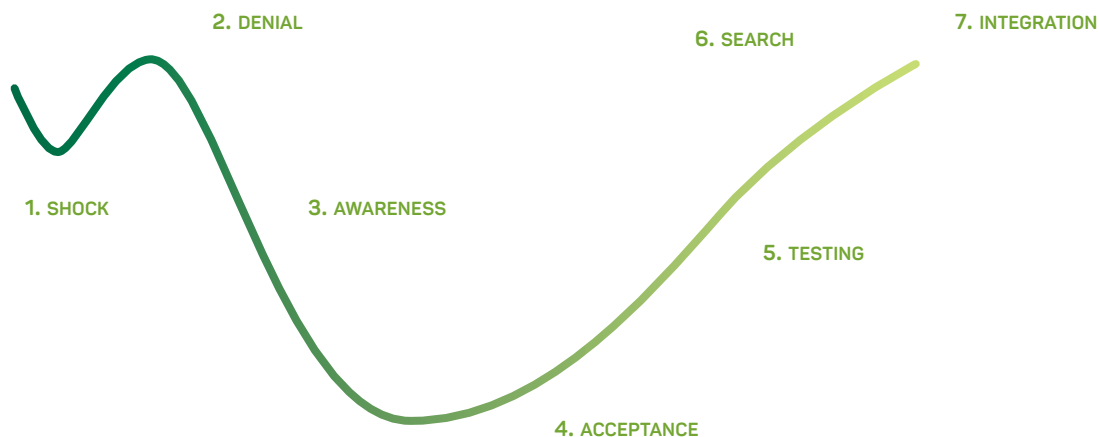 2. DENIAL
7. INTEGRATION
6. SEARCH
1. SHOCK
3. AWARENESS
5. TESTING
4. ACCEPTANCE